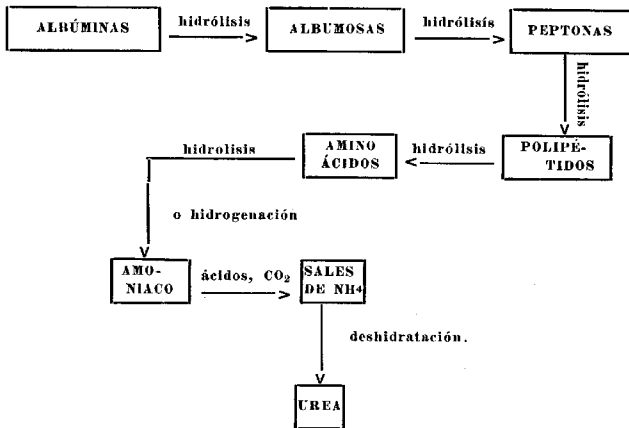 ALBÚMINAS
hidrólisis
ALBUMOSAS
hidrólisis
PEPTONAS
hidrólisis
POLIPÉ-
TIDOS
hidrólisis
AMINO
ÁCIDOS
hidrolisis
o hidrogenación
AMO-
NIACO
ácidos, CO₂
SALES
DE NH4
deshidratación.
UREA